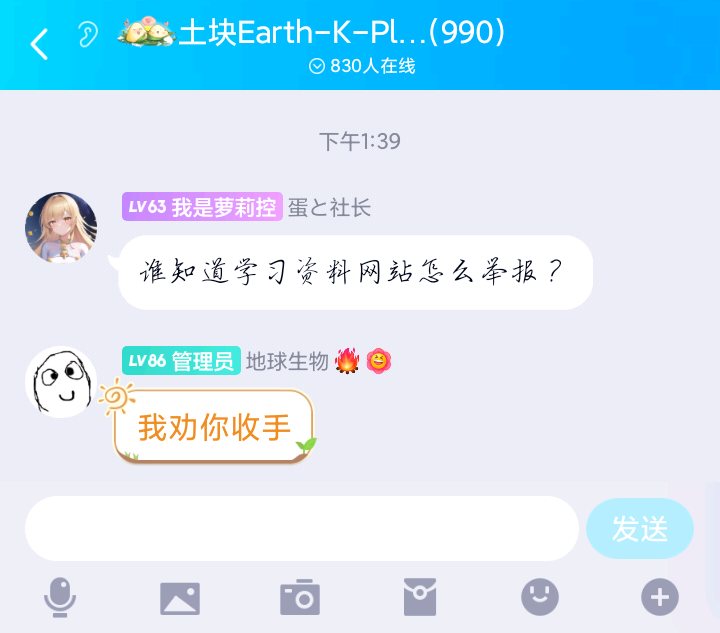 土块Earth-K-Pl...(990)
830人在线
下午1:39
LV63 我是萝莉控 蛋と社长
谁知道学习资料网站怎么举报？
LV86 管理员 地球生物🔥
我劝你收手
发送